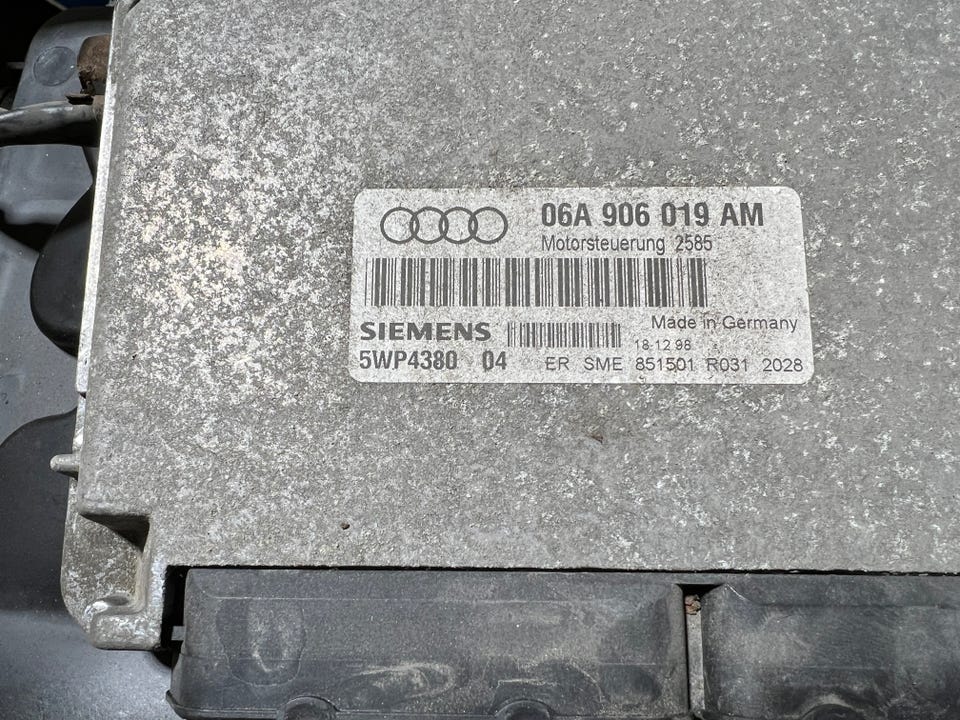 06A 906 019 AM
Motorsteuerung 2585
SIEMENS
Made in Germany
18-12 98
5WP4380 04
ER SME 851501 R031 2028